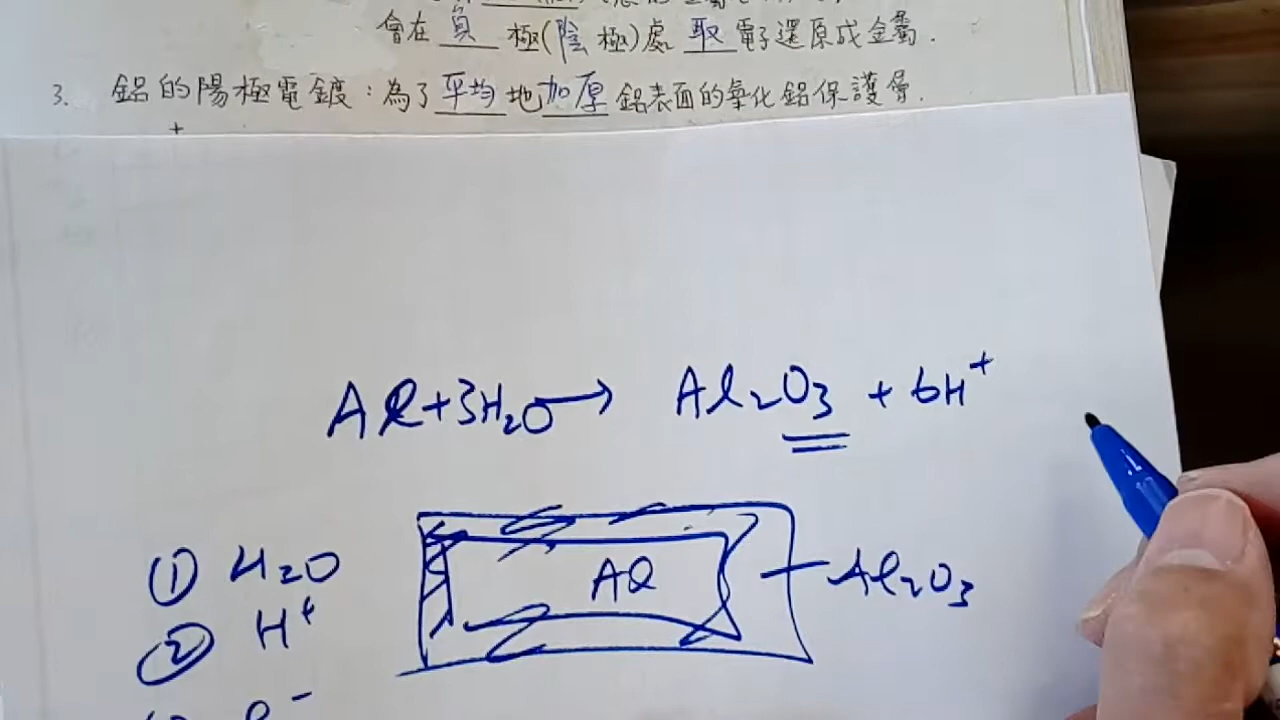 會在 負 極(陰極)處 取 電子還原成金屬.
3. 鋁的陽極電鍍:為了平均地加厚鋁表面的氧化鋁保護層.
+
Al+3H₂O→ Al₂O₃ + 6H⁺
① H₂O
Al
Al₂O₃
② H⁺
e⁻